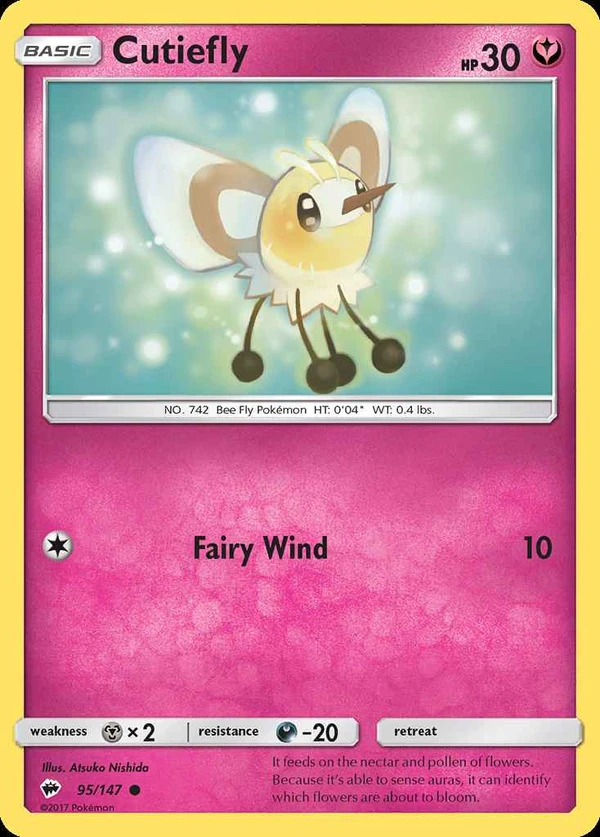 BASIC Cutiefly HP 30
NO. 742 Bee Fly Pokémon HT: 0'04" WT: 0.4 lbs.
Fairy Wind 10
weakness ×2 resistance -20 retreat
Illus. Atsuko Nishida
95/147
©2017 Pokémon
It feeds on the nectar and pollen of flowers.
Because it's able to sense auras, it can identify
which flowers are about to bloom.